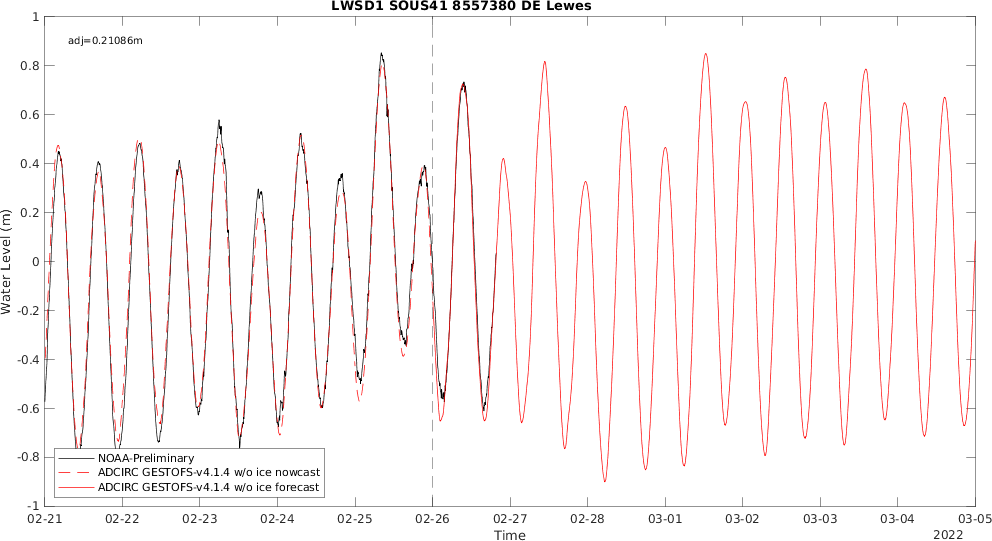 LWSD1 SOUS41 8557380 DE Lewes
adj=0.21086m
1
0.8
0.6
0.4
0.2
0
-0.2
-0.4
-0.6
-0.8
-1
Water Level (m)
NOAA-Preliminary
ADCIRC GESTOFS-v4.1.4 w/o ice nowcast
ADCIRC GESTOFS-v4.1.4 w/o ice forecast
02-21 02-22 02-23 02-24 02-25 02-26 02-27 02-28 03-01 03-02 03-03 03-04 03-05
Time
2022